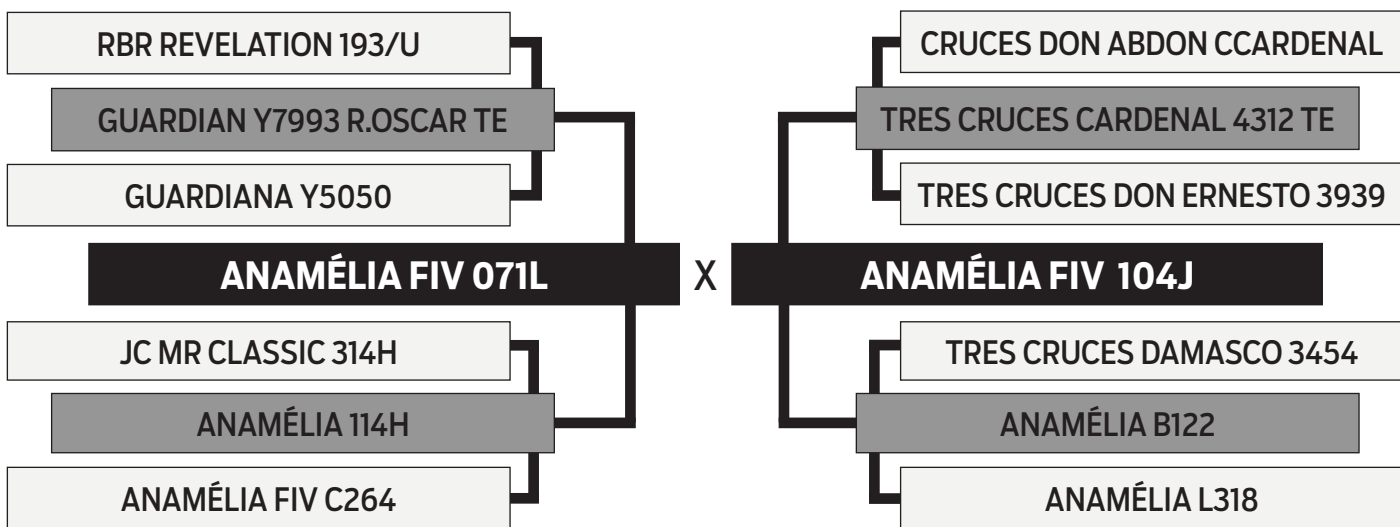 RBR REVELATION 193/U
GUARDIAN Y7993 R.OSCAR TE
GUARDIANA Y5050
ANAMÉLIA FIV 071L
JC MR CLASSIC 314H
ANAMÉLIA 114H
ANAMÉLIA FIV C264
X
CRUCES DON ABDON CCARDENAL
TRES CRUCES CARDENAL 4312 TE
TRES CRUCES DON ERNESTO 3939
ANAMÉLIA FIV 104J
TRES CRUCES DAMASCO 3454
ANAMÉLIA B122
ANAMÉLIA L318